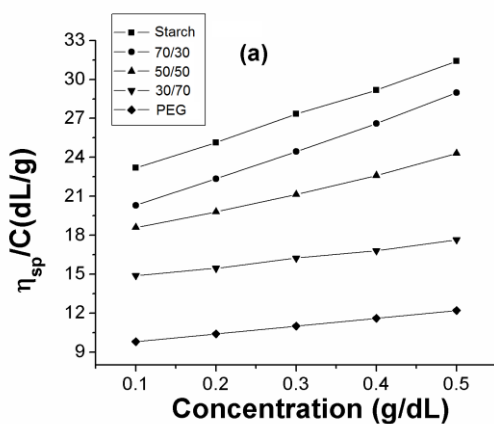 Starch
70/30
50/50
30/70
PEG
(a)
33
30
27
24
21
18
15
12
9
ηsp/C(dL/g)
0.1 0.2 0.3 0.4 0.5
Concentration (g/dL)